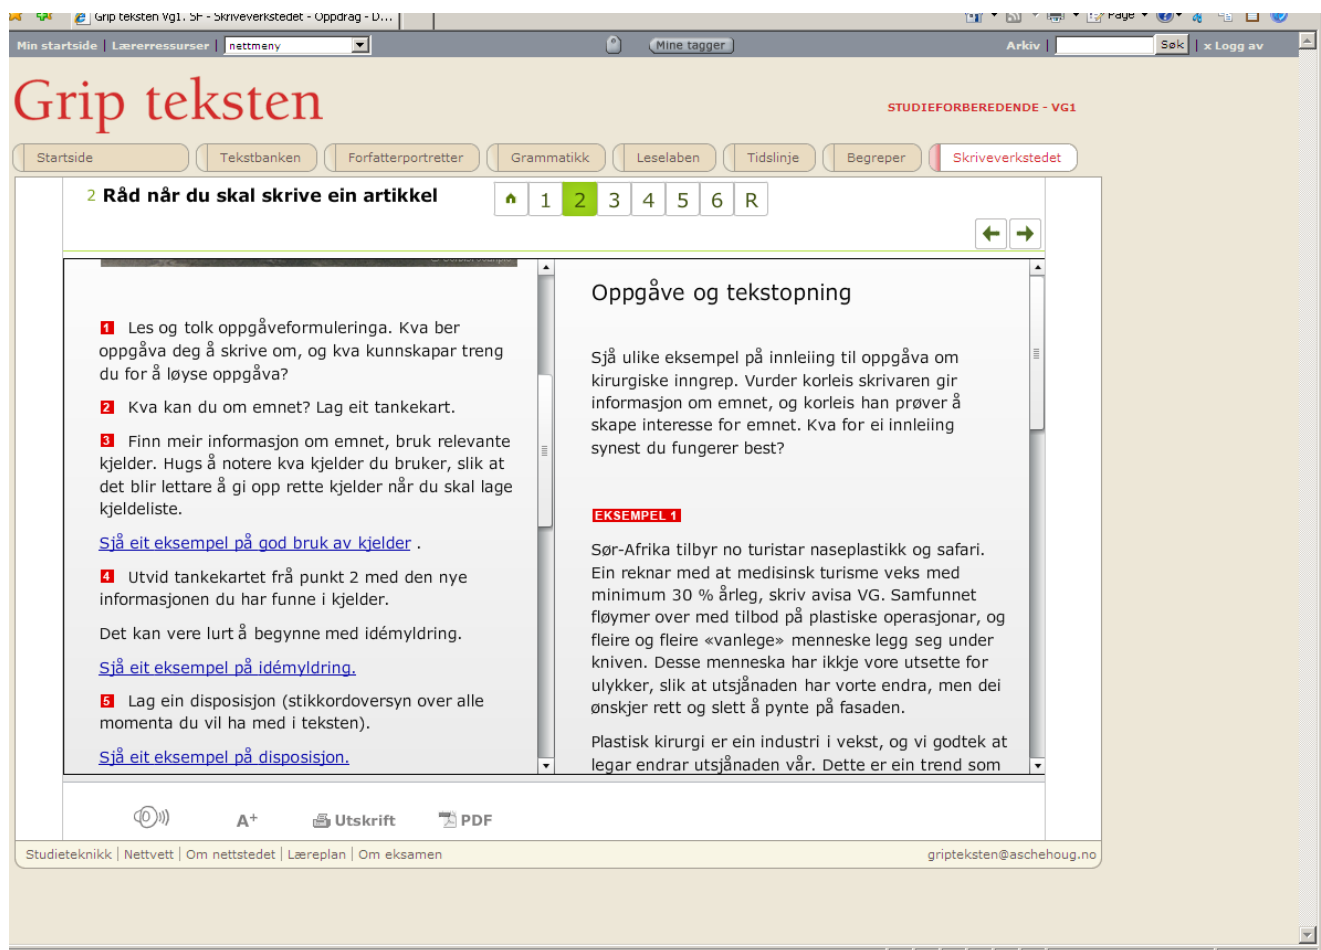 Grip teksten Vg1. SF - Skriveverkstedet - Oppdrag - D...
Page
Min startside | Lærerressurser | nettmeny
Mine tagger
Arkiv | Søk | x Logg av
Grip teksten
STUDIEFORBEREDENDE - VG1
Startside
Tekstbanken
Forfatterportretter
Grammatikk
Leselaben
Tidslinje
Begreper
Skriveverkstedet
2 Råd når du skal skrive ein artikkel
1 2 3 4 5 6 R
1 Les og tolk oppgåveformuleringa. Kva ber
oppgåva deg å skrive om, og kva kunnskapar treng
du for å løyse oppgåva?
2 Kva kan du om emnet? Lag eit tankekart.
3 Finn meir informasjon om emnet, bruk relevante
kjelder. Hugs å notere kva kjelder du bruker, slik at
det blir lettare å gi opp rette kjelder når du skal lage
kjeldeliste.
Sjå eit eksempel på god bruk av kjelder .
4 Utvid tankekartet frå punkt 2 med den nye
informasjonen du har funne i kjelder.
Det kan vere lurt å begynne med idémyldring.
Sjå eit eksempel på idémyldring.
5 Lag ein disposisjon (stikkordoversyn over alle
momenta du vil ha med i teksten).
Sjå eit eksempel på disposisjon.
Oppgåve og tekstopning
Sjå ulike eksempel på innleiing til oppgåva om
kirurgiske inngrep. Vurder korleis skrivaren gir
informasjon om emnet, og korleis han prøver å
skape interesse for emnet. Kva for ei innleiing
synest du fungerer best?
EKSEMPEL 1
Sør-Afrika tilbyr no turistar naseplastikk og safari.
Ein reknar med at medisinsk turisme veks med
minimum 30 % årleg, skriv avisa VG. Samfunnet
fløymer over med tilbod på plastiske operasjonar, og
fleire og fleire «vanlege» menneske legg seg under
kniven. Desse menneska har ikkje vore utsette for
ulykker, slik at utsjånaden har vorte endra, men dei
ønskjer rett og slett å pynte på fasaden.
Plastisk kirurgi er ein industri i vekst, og vi godtek at
legar endrar utsjånaden vår. Dette er ein trend som
A+
Utskrift
PDF
Studieteknikk | Nettvett | Om nettstedet | Læreplan | Om eksamen
gripteksten@aschehoug.no